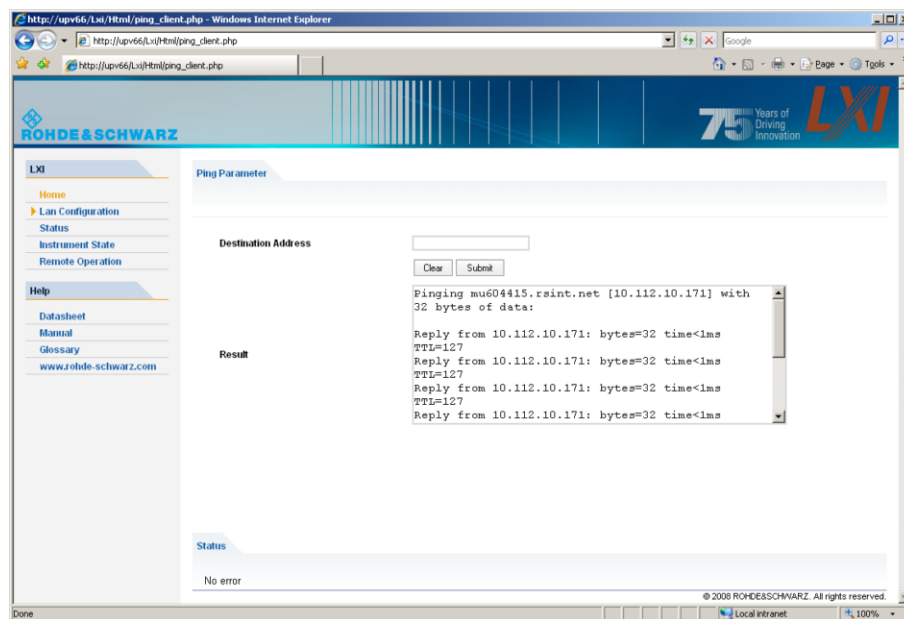 http://upv66/Lxi/Html/ping_client.php - Windows Internet Explorer
http://upv66/Lxi/Html/ping_client.php
Google
http://upv66/Lxi/Html/ping_client.php
Page
Tools
ROHDE&SCHWARZ
75 Years of
Driving
Innovation
LXI
LXI
Home
Lan Configuration
Status
Instrument State
Remote Operation
Help
Datasheet
Manual
Glossary
www.rohde-schwarz.com
Ping Parameter
Destination Address
Clear
Submit
Result
Pinging mu604415.rsint.net [10.112.10.171] with
32 bytes of data:
Reply from 10.112.10.171: bytes=32 time<1ms
TTL=127
Reply from 10.112.10.171: bytes=32 time<1ms
TTL=127
Reply from 10.112.10.171: bytes=32 time<1ms
TTL=127
Reply from 10.112.10.171: bytes=32 time<1ms
Status
No error
© 2008 ROHDE&SCHWARZ. All rights reserved.
Done
Local intranet
100%